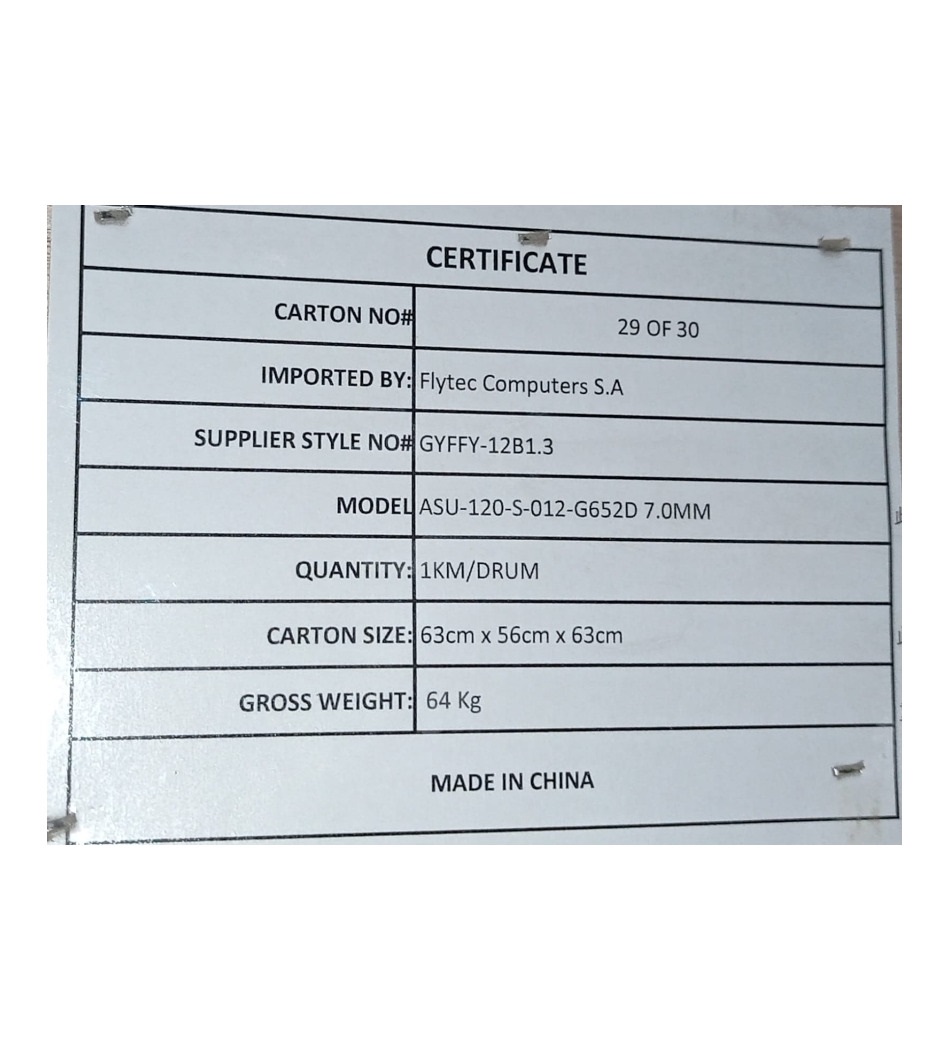 CERTIFICATE
CARTON NO# 29 OF 30
IMPORTED BY: Flytec Computers S.A
SUPPLIER STYLE NO# GYFFY-12B1.3
MODEL ASU-120-S-012-G652D 7.0MM
QUANTITY: 1KM/DRUM
CARTON SIZE: 63cm x 56cm x 63cm
GROSS WEIGHT: 64 Kg
MADE IN CHINA